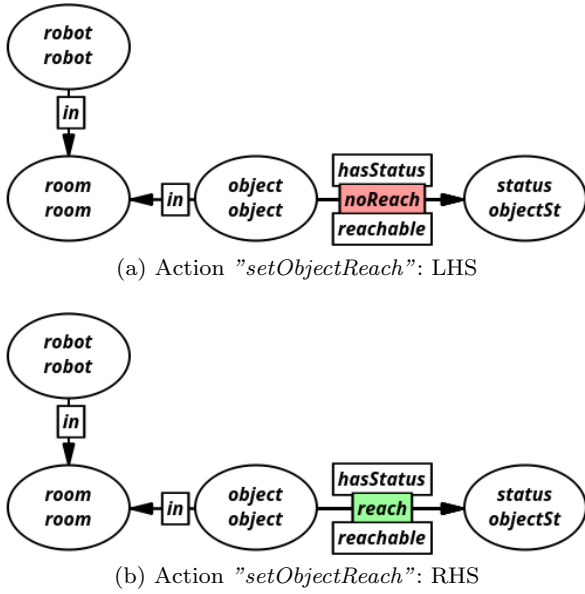 robot
robot
in
room
room
in
object
object
hasStatus
noReach
reachable
status
objectSt
(a) Action ”setObjectReach”: LHS
robot
robot
in
room
room
in
object
object
hasStatus
reach
reachable
status
objectSt
(b) Action ”setObjectReach”: RHS